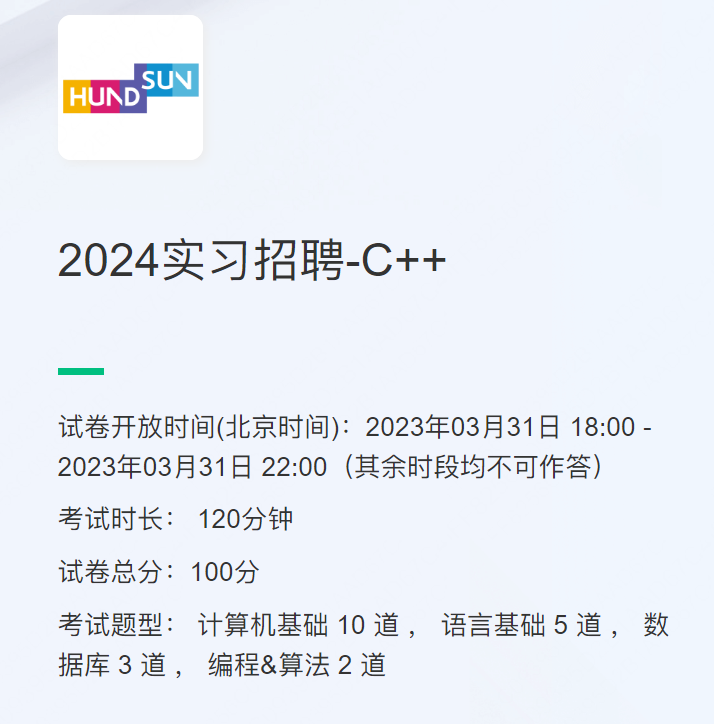 HUND
SUN
2024实习招聘-C++
试卷开放时间(北京时间)：2023年03月31日 18:00 -
2023年03月31日 22:00（其余时段均不可作答）
考试时长： 120分钟
试卷总分：100分
考试题型： 计算机基础 10 道， 语言基础 5 道， 数
据库 3 道， 编程&算法 2 道